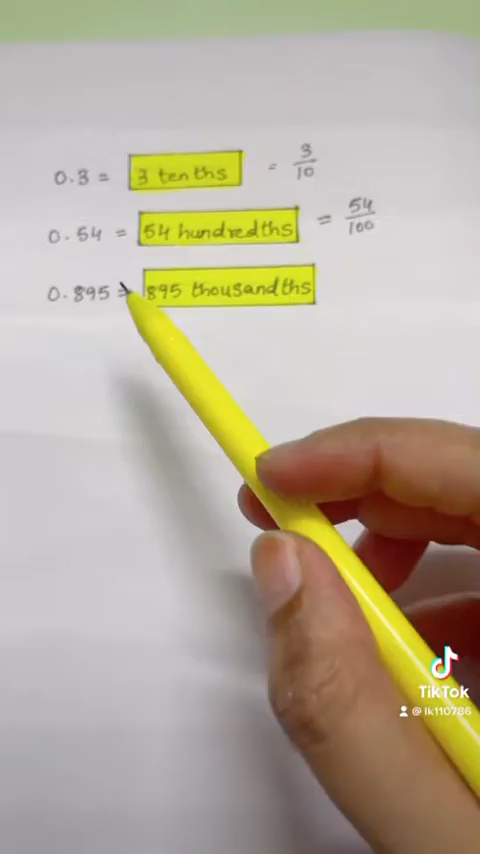 0.3 = 3 tenths = 3/10
0.54 = 54 hundredths = 54/100
0.895 = 895 thousandths
TikTok
@lk110786